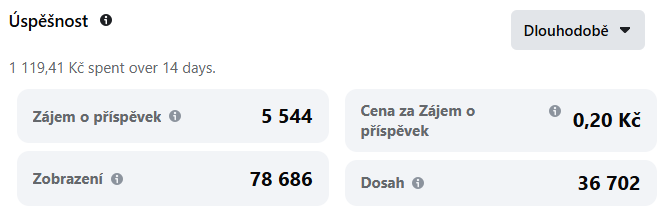 Úspěšnost
Dlouhodobě
1 119,41 Kč spent over 14 days.
Zájem o příspěvek
5 544
Cena za Zájem o
příspěvek
0,20 Kč
Zobrazení
78 686
Dosah
36 702